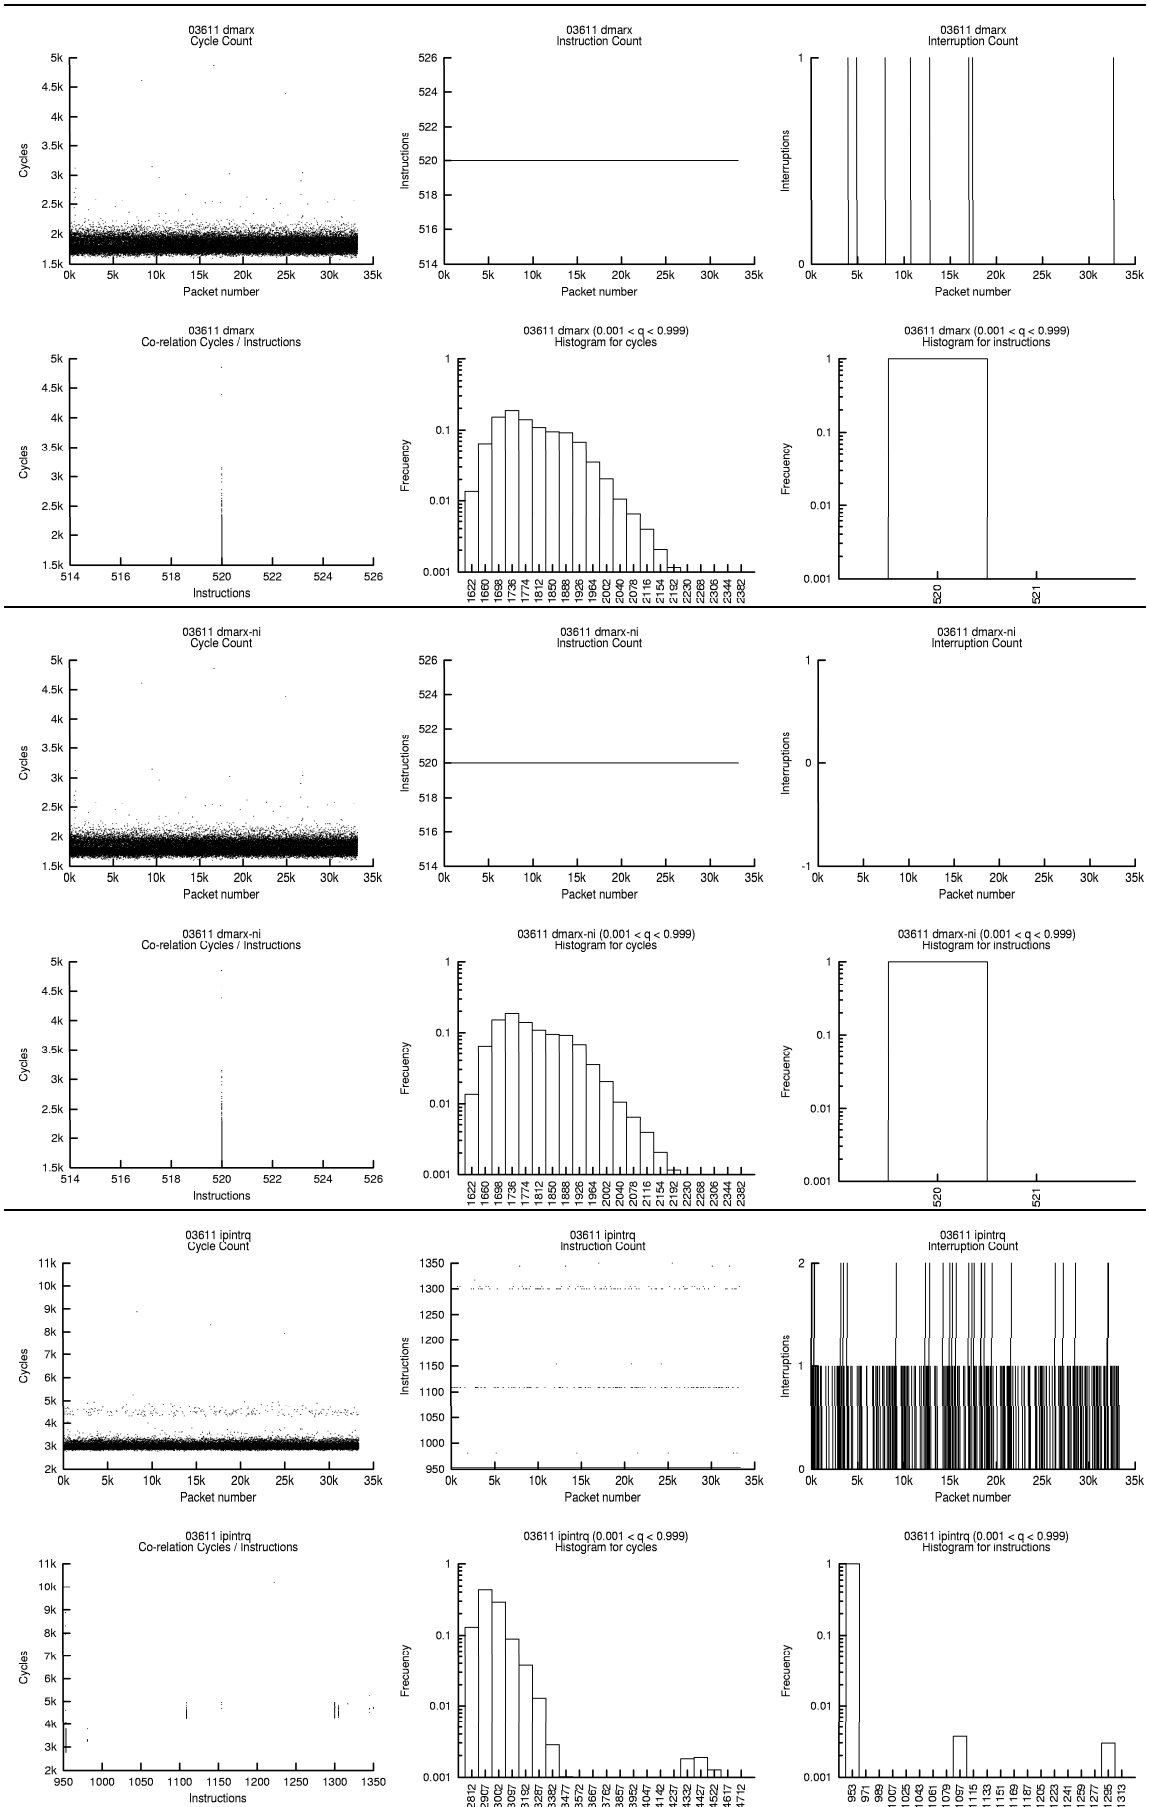 03611 dmarx
Cycle Count
5k
4.5k
4k
3.5k
3k
2.5k
2k
1.5k
Cycles
0k 5k 10k 15k 20k 25k 30k 35k
Packet number
03611 dmarx
Instruction Count
526
524
522
520
518
516
514
Instructions
0k 5k 10k 15k 20k 25k 30k 35k
Packet number
03611 dmarx
Interruption Count
1
0
Interruptions
0k 5k 10k 15k 20k 25k 30k 35k
Packet number
03611 dmarx
Co-relation Cycles / Instructions
5k
4.5k
4k
3.5k
3k
2.5k
2k
1.5k
Cycles
514 516 518 520 522 524 526
Instructions
03611 dmarx (0.001 < q < 0.999)
Histogram for cycles
1
0.1
0.01
0.001
Frecuency
1622 1660 1698 1736 1774 1812 1850 1888 1926 1964 2002 2040 2078 2116 2154 2192 2230 2268 2306 2344 2382
03611 dmarx (0.001 < q < 0.999)
Histogram for instructions
1
0.1
0.01
0.001
Frecuency
520 521
03611 dmarx-ni
Cycle Count
5k
4.5k
4k
3.5k
3k
2.5k
2k
1.5k
Cycles
0k 5k 10k 15k 20k 25k 30k 35k
Packet number
03611 dmarx-ni
Instruction Count
526
524
522
520
518
516
514
Instructions
0k 5k 10k 15k 20k 25k 30k 35k
Packet number
03611 dmarx-ni
Interruption Count
1
0
-1
Interruptions
0k 5k 10k 15k 20k 25k 30k 35k
Packet number
03611 dmarx-ni
Co-relation Cycles / Instructions
5k
4.5k
4k
3.5k
3k
2.5k
2k
1.5k
Cycles
514 516 518 520 522 524 526
Instructions
03611 dmarx-ni (0.001 < q < 0.999)
Histogram for cycles
1
0.1
0.01
0.001
Frecuency
1622 1660 1698 1736 1774 1812 1850 1888 1926 1964 2002 2040 2078 2116 2154 2192 2230 2268 2306 2344 2382
03611 dmarx-ni (0.001 < q < 0.999)
Histogram for instructions
1
0.1
0.01
0.001
Frecuency
520 521
03611 ipintrq
Cycle Count
11k
10k
9k
8k
7k
6k
5k
4k
3k
2k
Cycles
0k 5k 10k 15k 20k 25k 30k 35k
Packet number
03611 ipintrq
Instruction Count
1350
1300
1250
1200
1150
1100
1050
1000
950
Instructions
0k 5k 10k 15k 20k 25k 30k 35k
Packet number
03611 ipintrq
Interruption Count
2
1
0
Interruptions
0k 5k 10k 15k 20k 25k 30k 35k
Packet number
03611 ipintrq
Co-relation Cycles / Instructions
11k
10k
9k
8k
7k
6k
5k
4k
3k
2k
Cycles
950 1000 1050 1100 1150 1200 1250 1300 1350
Instructions
03611 ipintrq (0.001 < q < 0.999)
Histogram for cycles
1
0.1
0.01
0.001
Frecuency
2812 2907 3002 3097 3192 3287 3382 3477 3572 3667 3762 3857 3952 4047 4142 4237 4332 4427 4522 4617 4712
03611 ipintrq (0.001 < q < 0.999)
Histogram for instructions
1
0.1
0.01
0.001
Frecuency
953 971 989 1007 1025 1043 1061 1079 1097 1115 1133 1151 1169 1187 1205 1223 1241 1259 1277 1295 1313